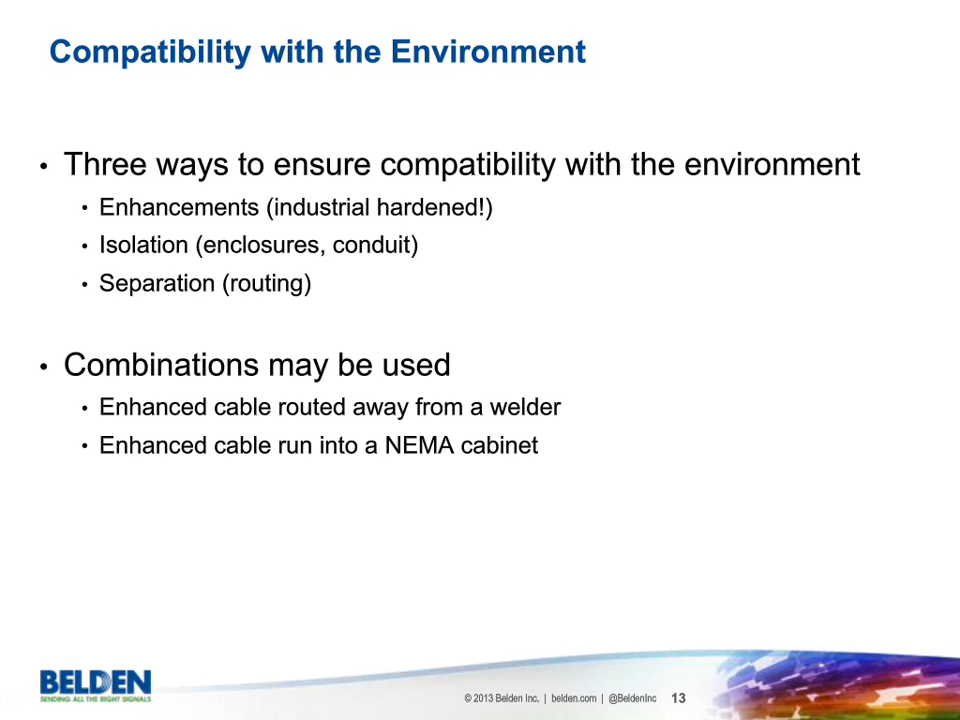 Compatibility with the Environment
• Three ways to ensure compatibility with the environment
• Enhancements (industrial hardened!)
• Isolation (enclosures, conduit)
• Separation (routing)
• Combinations may be used
• Enhanced cable routed away from a welder
• Enhanced cable run into a NEMA cabinet
BELDEN
SENDING ALL THE RIGHT SIGNALS
© 2013 Belden Inc. | belden.com | @BeldenInc 13